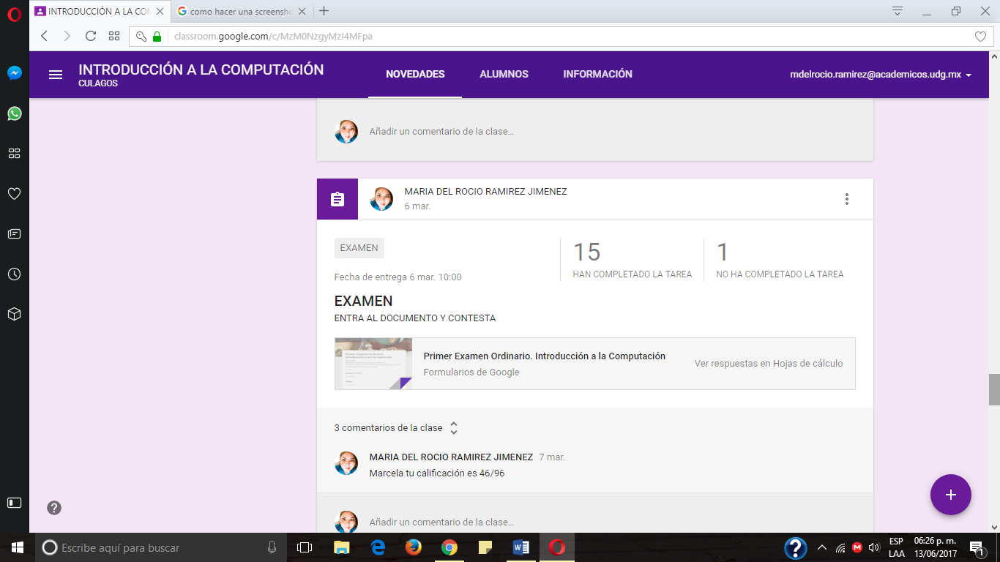 INTRODUCCIÓN A LA COM
como hacer una screensho
classroom.google.com/c/MzM0NzgyMzI4MFpa
INTRODUCCIÓN A LA COMPUTACIÓN
CULAGOS
NOVEDADES ALUMNOS INFORMACIÓN
mdelrocio.ramirez@academicos.udg.mx
Añadir un comentario de la clase...
MARIA DEL ROCIO RAMIREZ JIMENEZ
6 mar.
EXAMEN
15
HAN COMPLETADO LA TAREA
1
NO HA COMPLETADO LA TAREA
Fecha de entrega 6 mar. 10:00
EXAMEN
ENTRA AL DOCUMENTO Y CONTESTA
Primer Examen Ordinario. Introducción a la Computación
Formularios de Google
Ver respuestas en Hojas de cálculo
3 comentarios de la clase
MARIA DEL ROCIO RAMIREZ JIMENEZ 7 mar.
Marcela tu calificación es 46/96
Añadir un comentario de la clase...
Escribe aquí para buscar
ESP
LAA
06:26 p. m.
13/06/2017
1